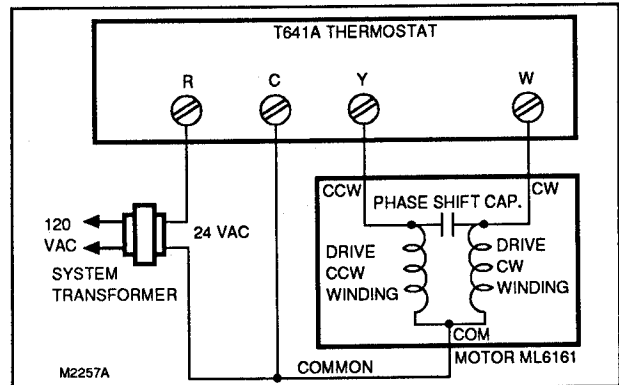 T641A THERMOSTAT
R C Y W
CCW CW
PHASE SHIFT CAP.
120
VAC
24 VAC
SYSTEM
TRANSFORMER
DRIVE
CCW
WINDING
DRIVE
CW
WINDING
COM
MOTOR ML6161
COMMON
M2257A